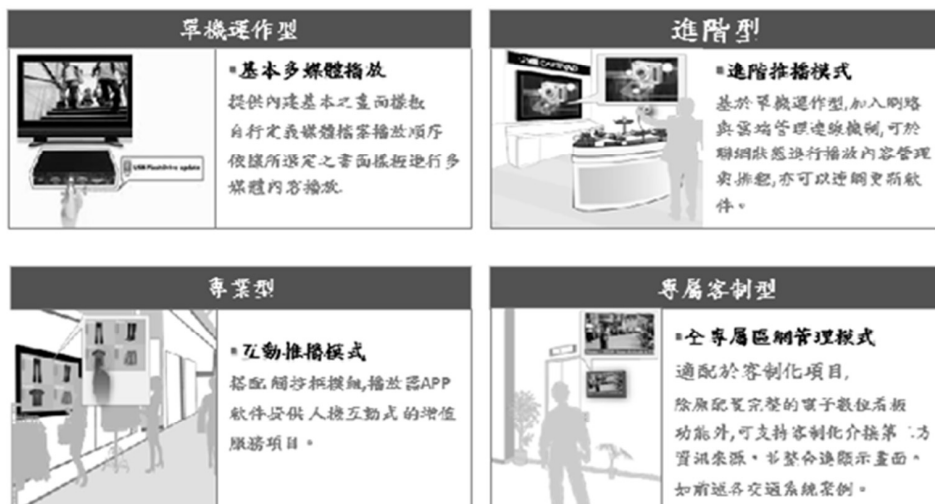 單機運作型
▪基本多媒體播放
提供內建基本之畫面樣板
自行定義媒體檔案播放順序
依據所選定之畫面樣板進行多
媒體內容播放.
USB FlashDrive update
進階型
▪進階推播模式
基於單機運作型,加入網路
與雲端管理連線機制,可於
聯網狀態進行播放內容管理
與排程,亦可以連網更新軟
件。
專業型
▪互動推播模式
搭配觸控框模組,播放器APP
軟件提供人機互動式的增值
服務項目。
專屬客制型
▪全專屬區網管理模式
適配於客制化項目,
除原配置完整的電子數位看板
功能外,可支持客制化介接第三方
資訊來源,並整合進顯示畫面。
如前述各交通系統案例。